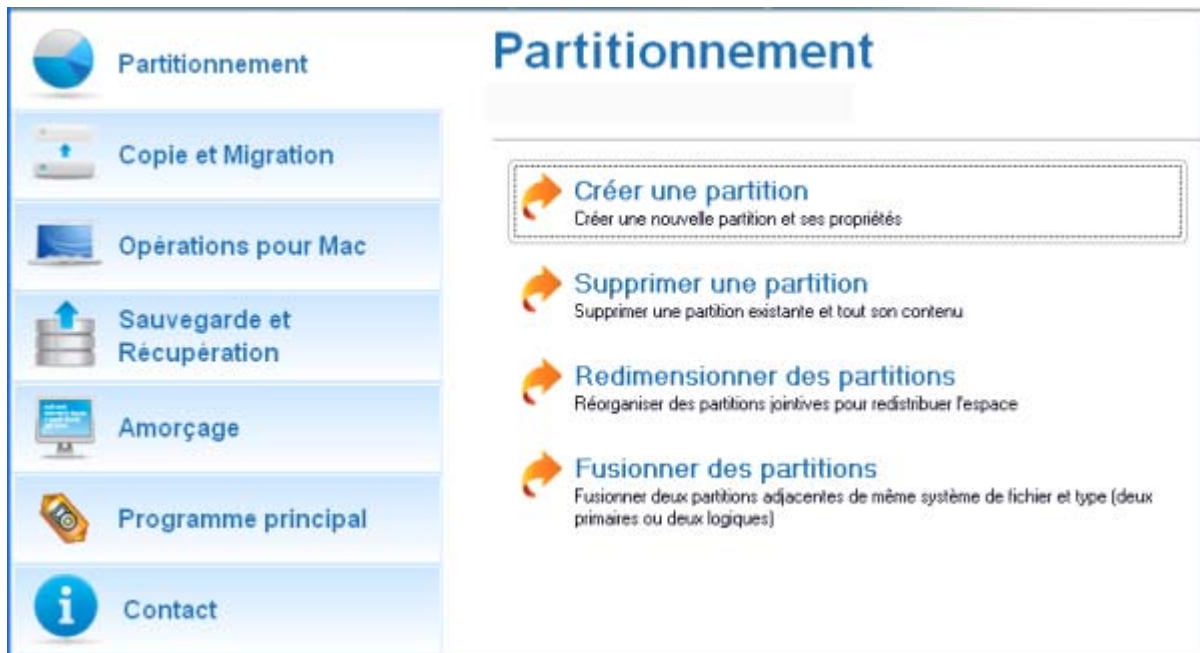 Partitionnement
Copie et Migration
Opérations pour Mac
Sauvegarde et
Récupération
Amorçage
Programme principal
Contact
Partitionnement
Créer une partition
Créer une nouvelle partition et ses propriétés
Supprimer une partition
Supprimer une partition existante et tout son contenu
Redimensionner des partitions
Réorganiser des partitions jointives pour redistribuer l'espace
Fusionner des partitions
Fusionner deux partitions adjacentes de même système de fichier et type (deux
primaires ou deux logiques)